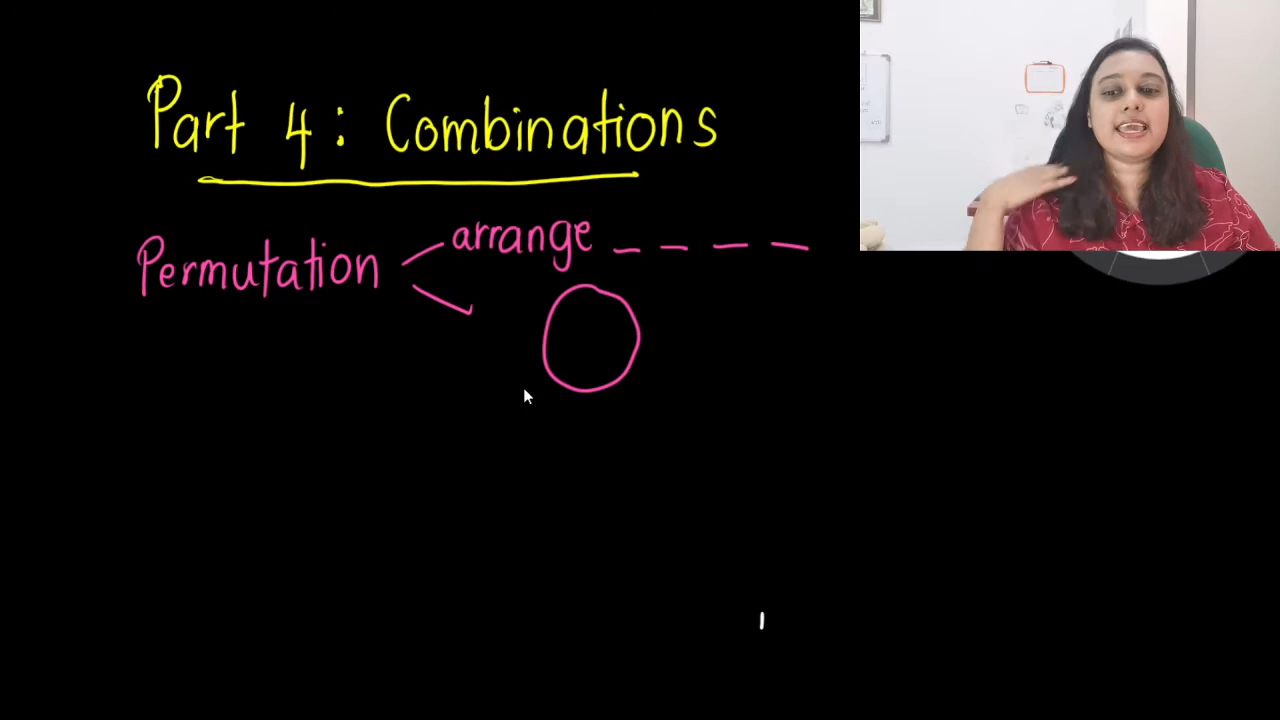 Part 4: Combinations
Permutation
arrange _ _ _ _